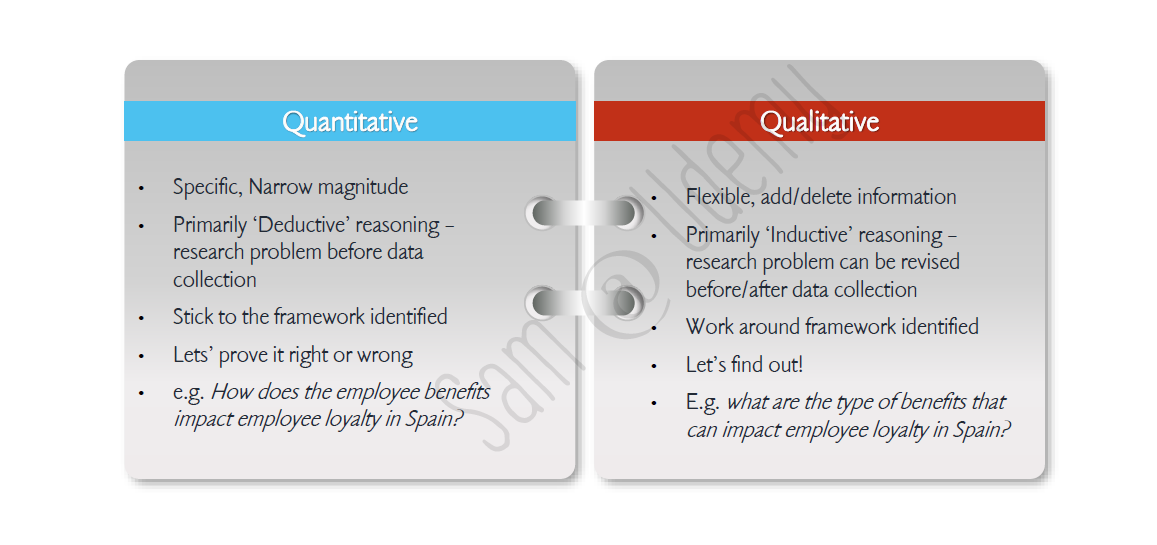 Quantitative
• Specific, Narrow magnitude
• Primarily ‘Deductive’ reasoning –
research problem before data
collection
• Stick to the framework identified
• Lets’ prove it right or wrong
• e.g. How does the employee benefits
impact employee loyalty in Spain?
Qualitative
• Flexible, add/delete information
• Primarily ‘Inductive’ reasoning –
research problem can be revised
before/after data collection
• Work around framework identified
• Let’s find out!
• E.g. what are the type of benefits that
can impact employee loyalty in Spain?
Sam @ Udemy